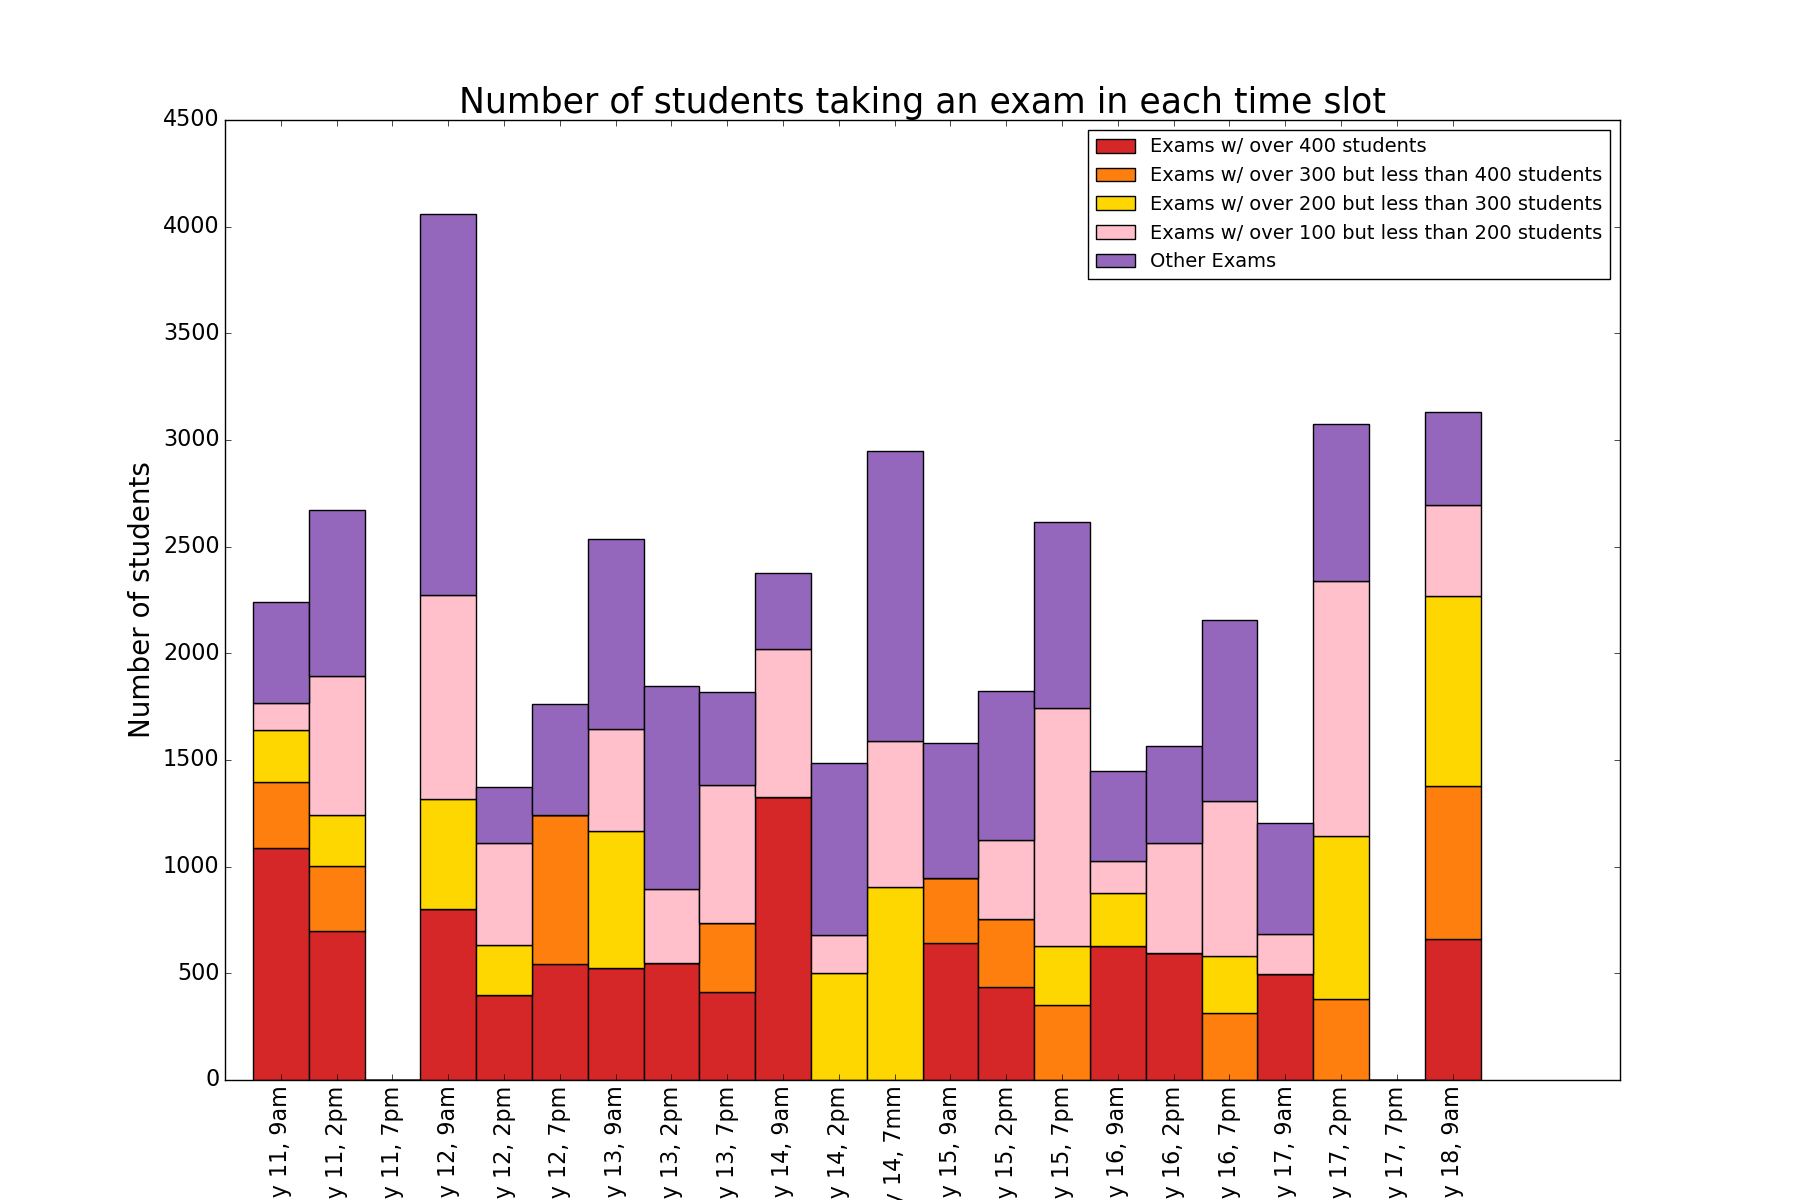 Number of students taking an exam in each time slot
4500
4000
3500
3000
2500
2000
1500
1000
500
0
Number of students
Exams w/ over 400 students
Exams w/ over 300 but less than 400 students
Exams w/ over 200 but less than 300 students
Exams w/ over 100 but less than 200 students
Other Exams
y 11, 9am
y 11, 2pm
y 11, 7pm
y 12, 9am
y 12, 2pm
y 12, 7pm
y 13, 9am
y 13, 2pm
y 13, 7pm
y 14, 9am
y 14, 2pm
y 14, 7mm
y 15, 9am
y 15, 2pm
y 15, 7pm
y 16, 9am
y 16, 2pm
y 16, 7pm
y 17, 9am
y 17, 2pm
y 17, 7pm
y 18, 9am